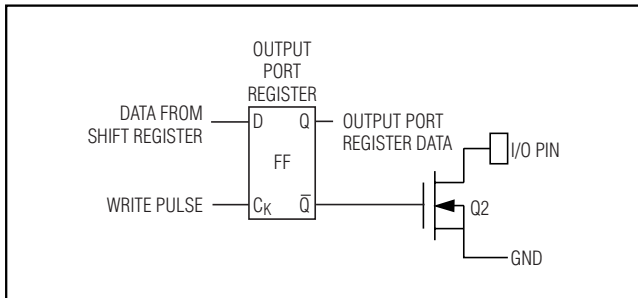 OUTPUT
PORT
REGISTER
DATA FROM
SHIFT REGISTER
D
Q
OUTPUT PORT
REGISTER DATA
FF
I/O PIN
WRITE PULSE
CK
Q̅
Q2
GND